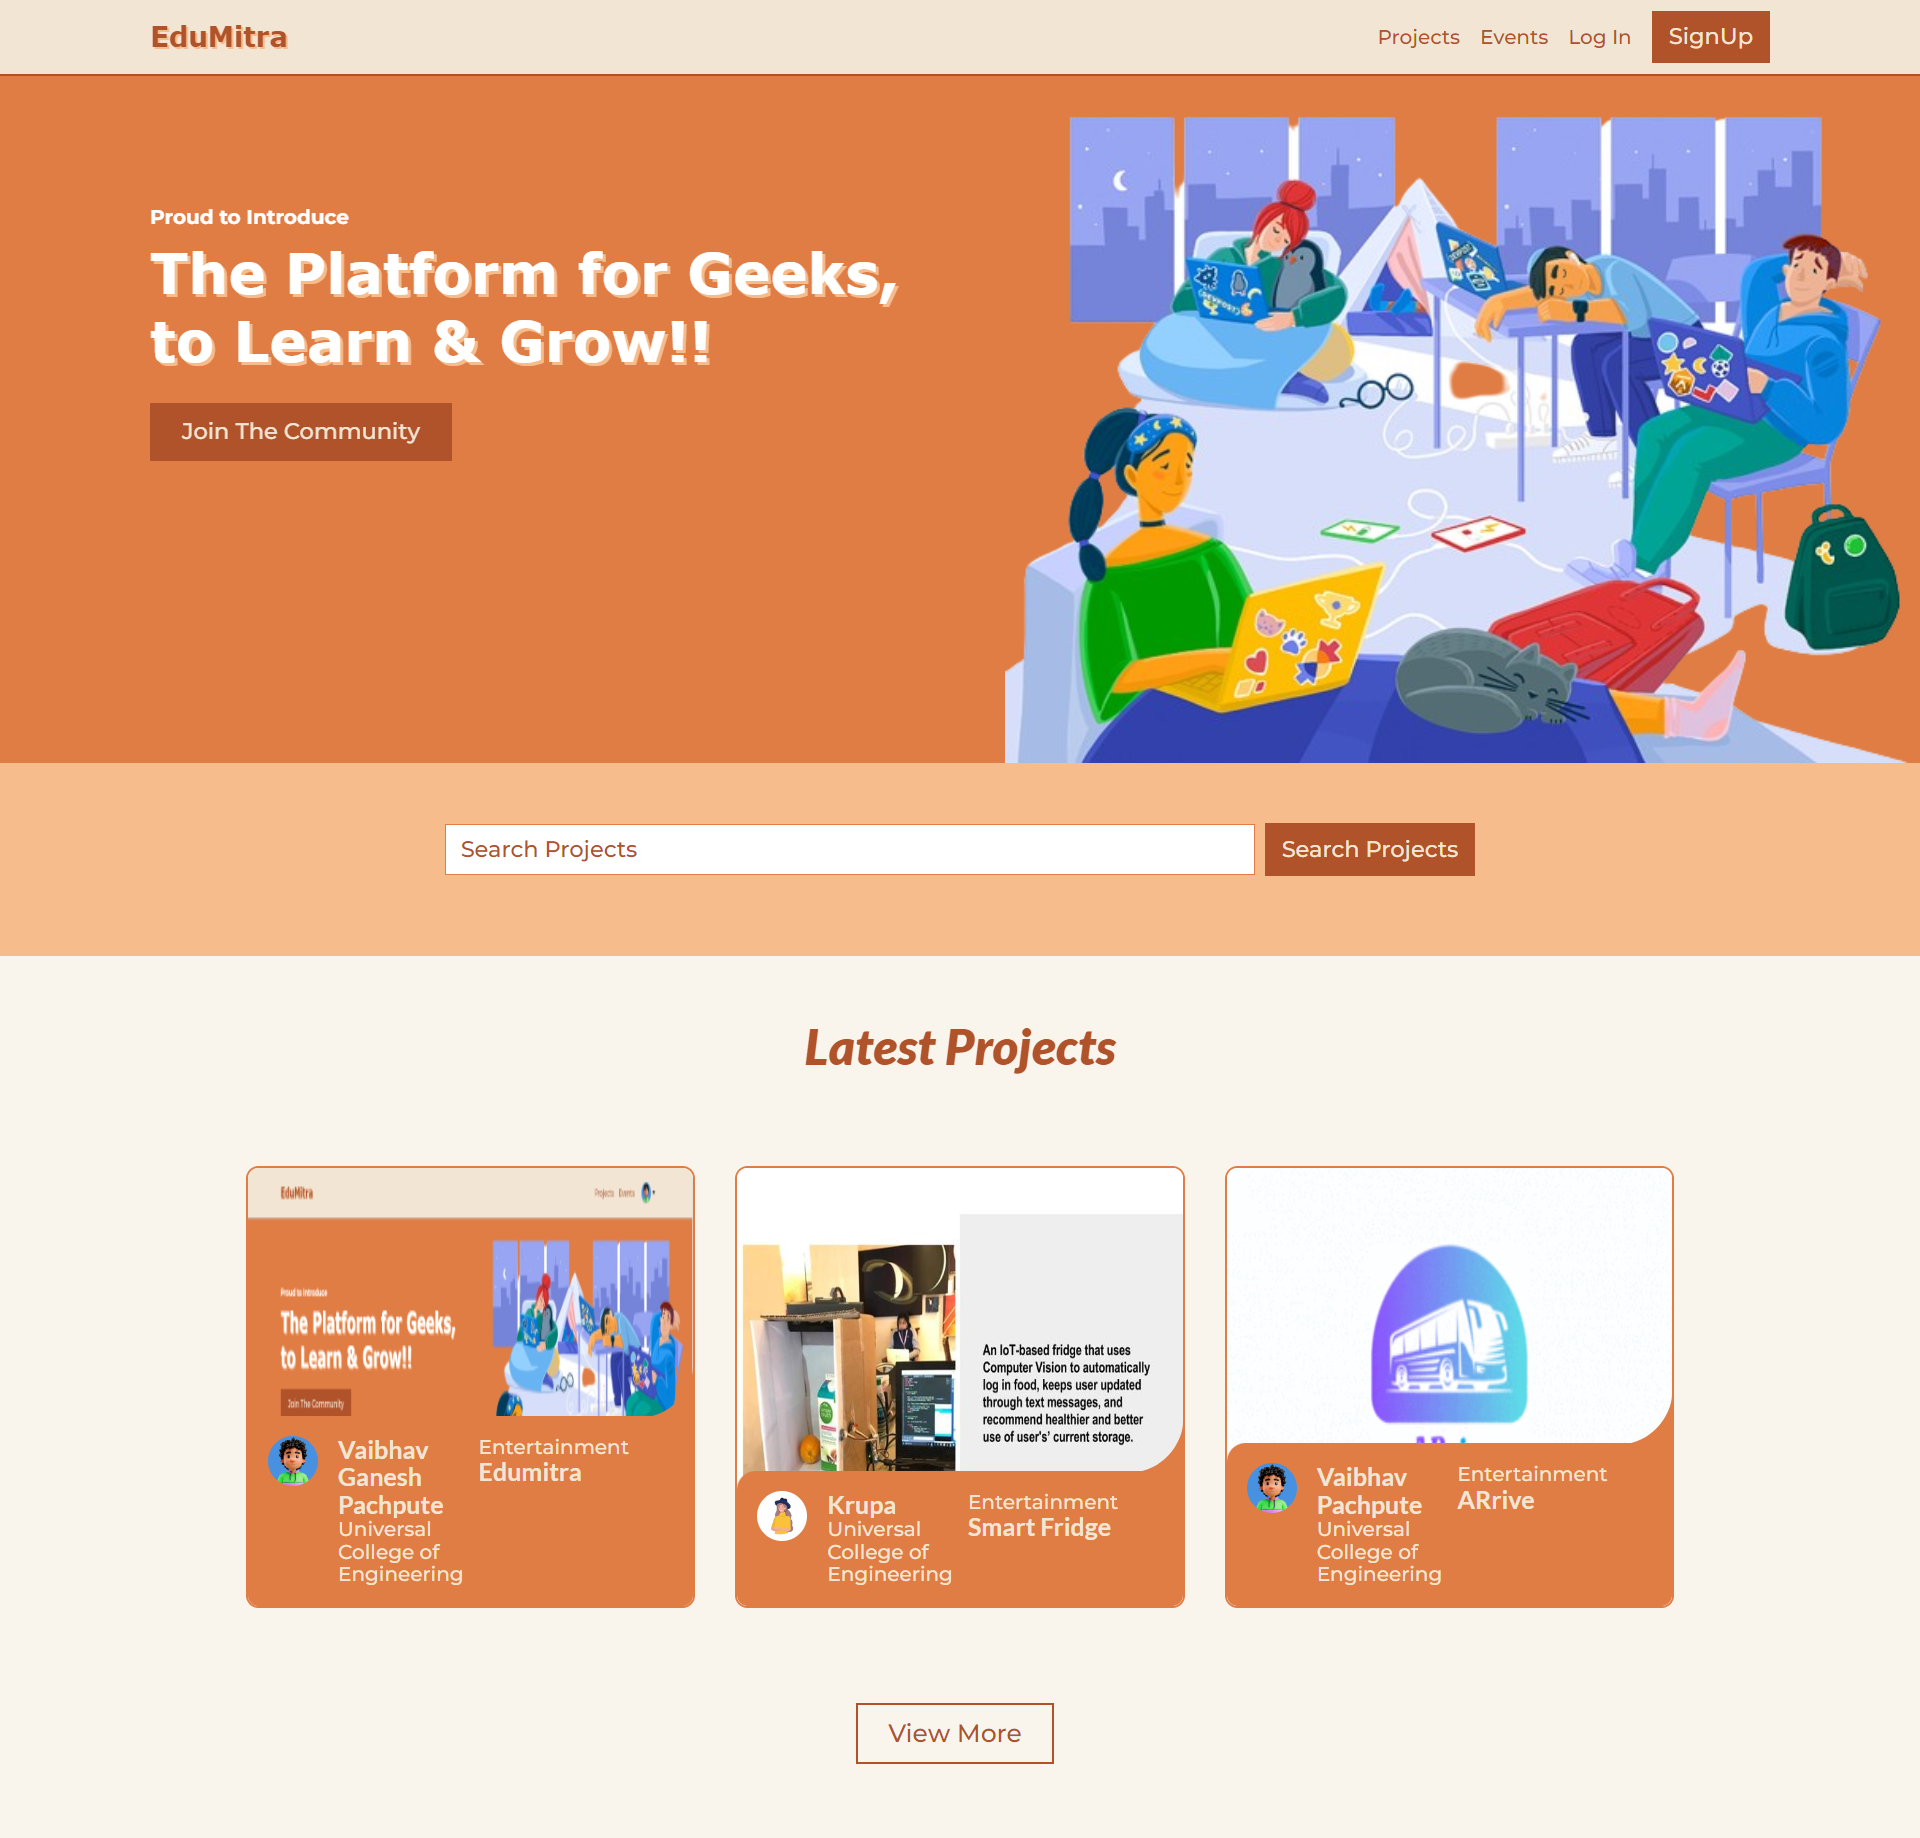 EduMitra
Projects Events Log In SignUp
Proud to Introduce
The Platform for Geeks,
to Learn & Grow!!
Join The Community
Search Projects
Search Projects
Latest Projects
EduMitra
Projects Events
Proud to Introduce
The Platform for Geeks,
to Learn & Grow!!
Join The Community
Vaibhav
Ganesh
Pachpute
Universal
College of
Engineering
Entertainment
Edumitra
An IoT-based fridge that uses
Computer Vision to automatically
log in food, keeps user updated
through text messages, and
recommend healthier and better
use of user's' current storage.
Krupa
Universal
College of
Engineering
Entertainment
Smart Fridge
Vaibhav
Pachpute
Universal
College of
Engineering
Entertainment
ARrive
View More